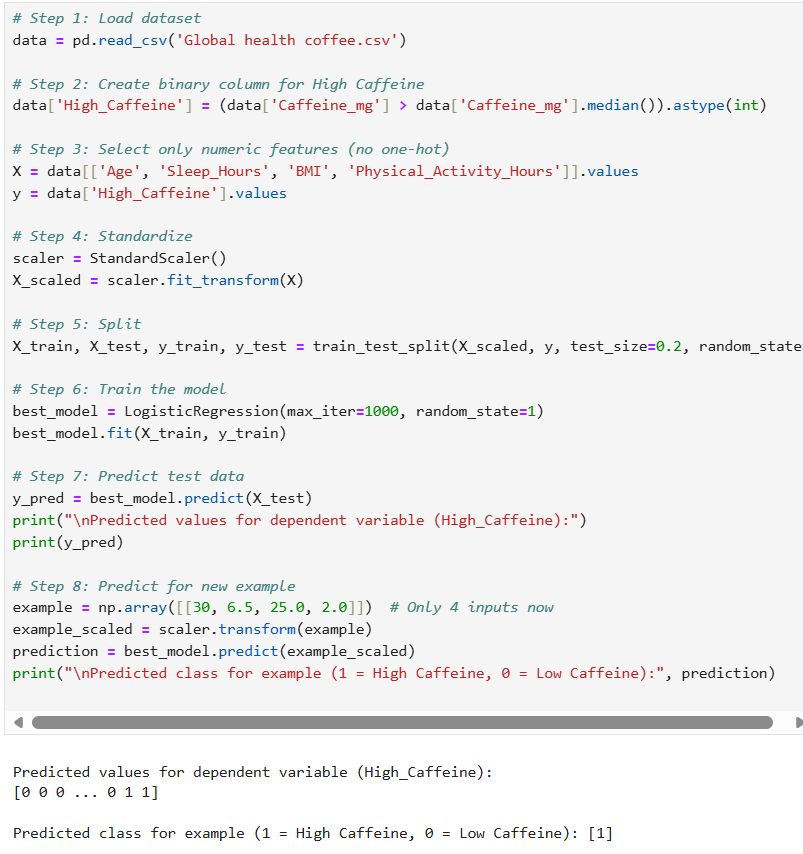 # Step 1: Load dataset
data = pd.read_csv('Global health coffee.csv')
# Step 2: Create binary column for High Caffeine
data['High_Caffeine'] = (data['Caffeine_mg'] > data['Caffeine_mg'].median()).astype(int)
# Step 3: Select only numeric features (no one-hot)
X = data[['Age', 'Sleep_Hours', 'BMI', 'Physical_Activity_Hours']].values
y = data['High_Caffeine'].values
# Step 4: Standardize
scaler = StandardScaler()
X_scaled = scaler.fit_transform(X)
# Step 5: Split
X_train, X_test, y_train, y_test = train_test_split(X_scaled, y, test_size=0.2, random_state
# Step 6: Train the model
best_model = LogisticRegression(max_iter=1000, random_state=1)
best_model.fit(X_train, y_train)
# Step 7: Predict test data
y_pred = best_model.predict(X_test)
print("\nPredicted values for dependent variable (High_Caffeine):")
print(y_pred)
# Step 8: Predict for new example
example = np.array([[30, 6.5, 25.0, 2.0]])  # Only 4 inputs now
example_scaled = scaler.transform(example)
prediction = best_model.predict(example_scaled)
print("\nPredicted class for example (1 = High Caffeine, 0 = Low Caffeine):", prediction)
Predicted values for dependent variable (High_Caffeine):
[0 0 0 ... 0 1 1]
Predicted class for example (1 = High Caffeine, 0 = Low Caffeine): [1]